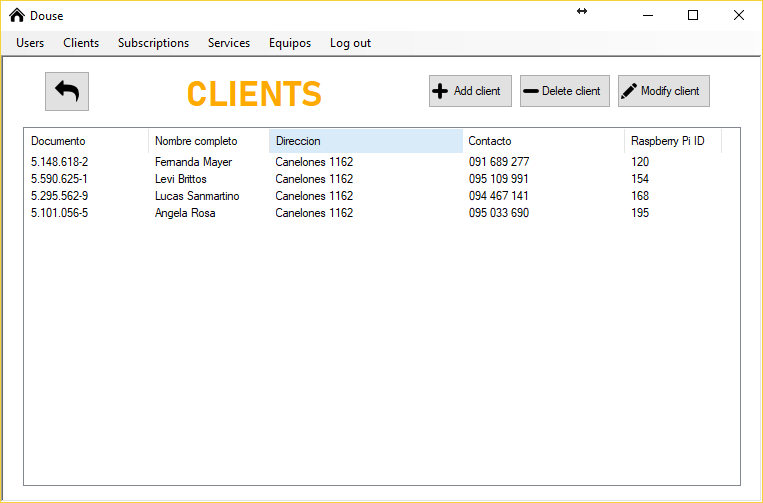 Douse
Users Clients Subscriptions Services Equipos Log out
CLIENTS
Add client Delete client Modify client
Documento Nombre completo Direccion Contacto Raspberry Pi ID
5.148.618-2 Fernanda Mayer Canelones 1162 091 689 277 120
5.590.625-1 Levi Brittos Canelones 1162 095 109 991 154
5.295.562-9 Lucas Sanmartino Canelones 1162 094 467 141 168
5.101.056-5 Angela Rosa Canelones 1162 095 033 690 195